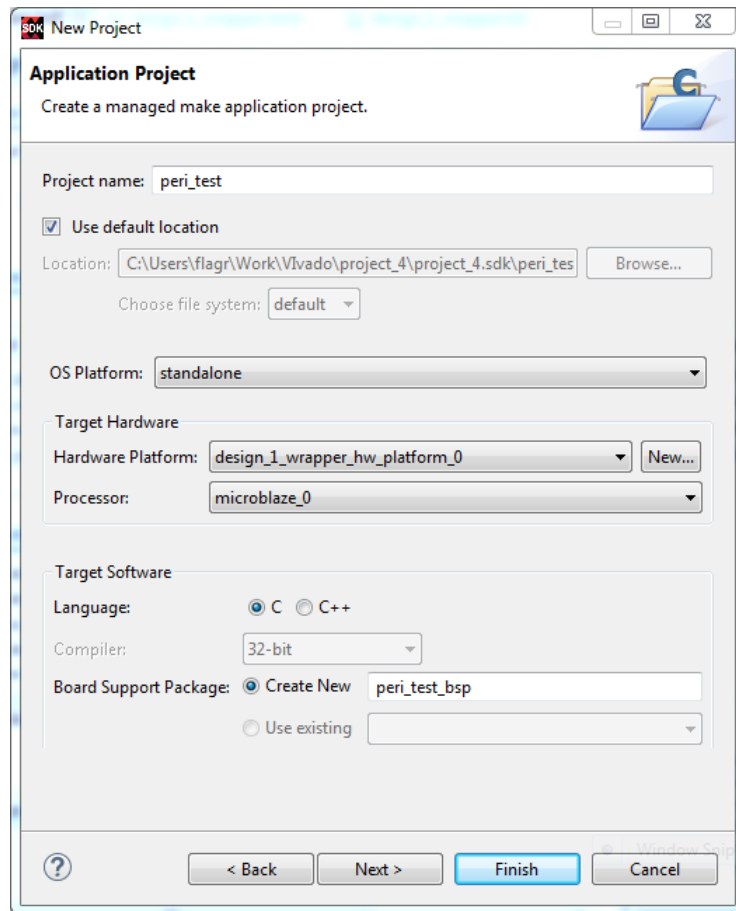 SDK New Project
Application Project
Create a managed make application project.
C
Project name: peri_test
Use default location
Location: C:\Users\flagr\Work\VIvado\project_4\project_4.sdk\peri_tes Browse...
Choose file system: default
OS Platform: standalone
Target Hardware
Hardware Platform: design_1_wrapper_hw_platform_0 New...
Processor: microblaze_0
Target Software
Language: C C++
Compiler: 32-bit
Board Support Package: Create New peri_test_bsp
Use existing
Window Snip
? < Back Next > Finish Cancel